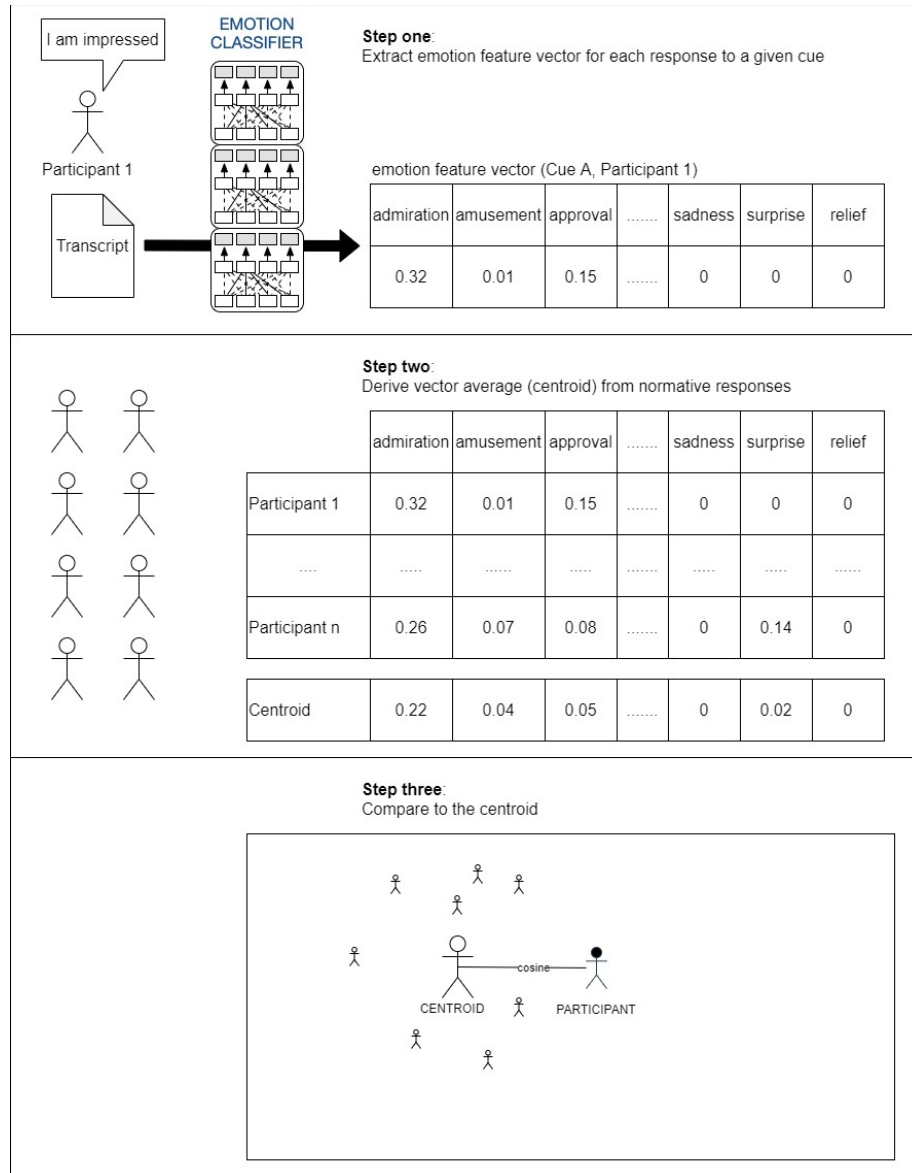 I am impressed
EMOTION
CLASSIFIER
Participant 1
Transcript
Step one:
Extract emotion feature vector for each response to a given cue
emotion feature vector (Cue A, Participant 1)
admiration amusement approval ....... sadness surprise relief
0.32 0.01 0.15 ....... 0 0 0
Step two:
Derive vector average (centroid) from normative responses
admiration amusement approval ....... sadness surprise relief
Participant 1 0.32 0.01 0.15 ....... 0 0 0
.... ..... ...... ..... ....... ..... ..... ......
Participant n 0.26 0.07 0.08 ....... 0 0.14 0
Centroid 0.22 0.04 0.05 ....... 0 0.02 0
Step three:
Compare to the centroid
cosine
CENTROID PARTICIPANT